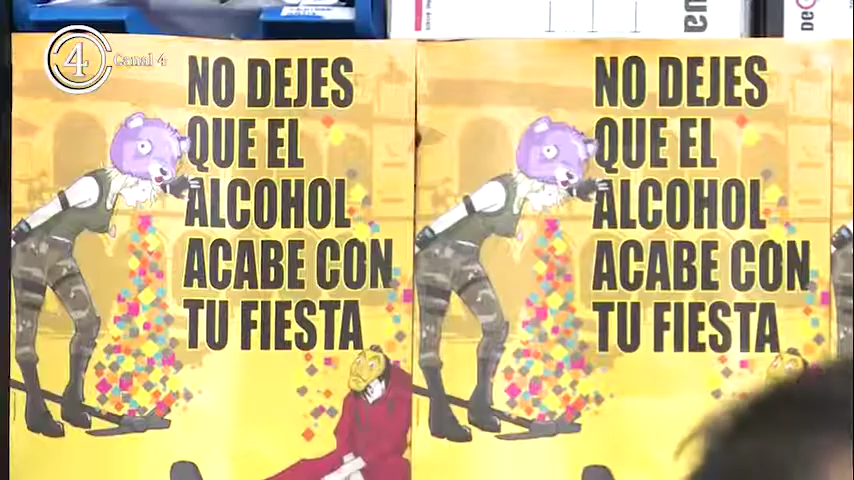 4 Canal 4
NO DEJES
QUE EL
ALCOHOL
ACABE CON
TU FIESTA
NO DEJES
QUE EL
ALCOHOL
ACABE CON
TU FIESTA